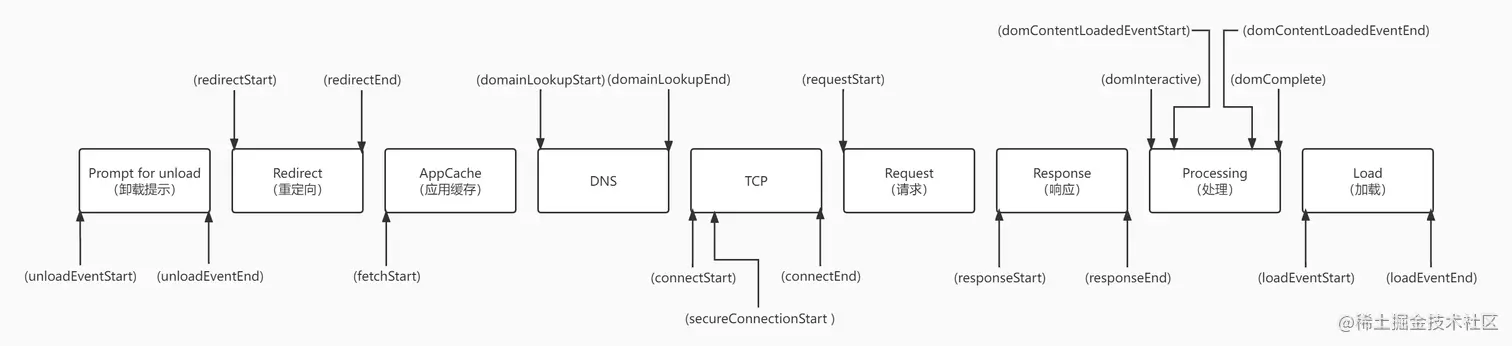 (domContentLoadedEventStart)
(domContentLoadedEventEnd)
(redirectStart)
(redirectEnd)
(domainLookupStart)
(domainLookupEnd)
(requestStart)
(domInteractive)
(domComplete)
Prompt for unload
（卸载提示）
Redirect
（重定向）
AppCache
（应用缓存）
DNS
TCP
Request
（请求）
Response
（响应）
Processing
（处理）
Load
（加载）
(unloadEventStart)
(unloadEventEnd)
(fetchStart)
(connectStart)
(connectEnd)
(responseStart)
(responseEnd)
(loadEventStart)
(loadEventEnd)
(secureConnectionStart )
@稀土掘金技术社区